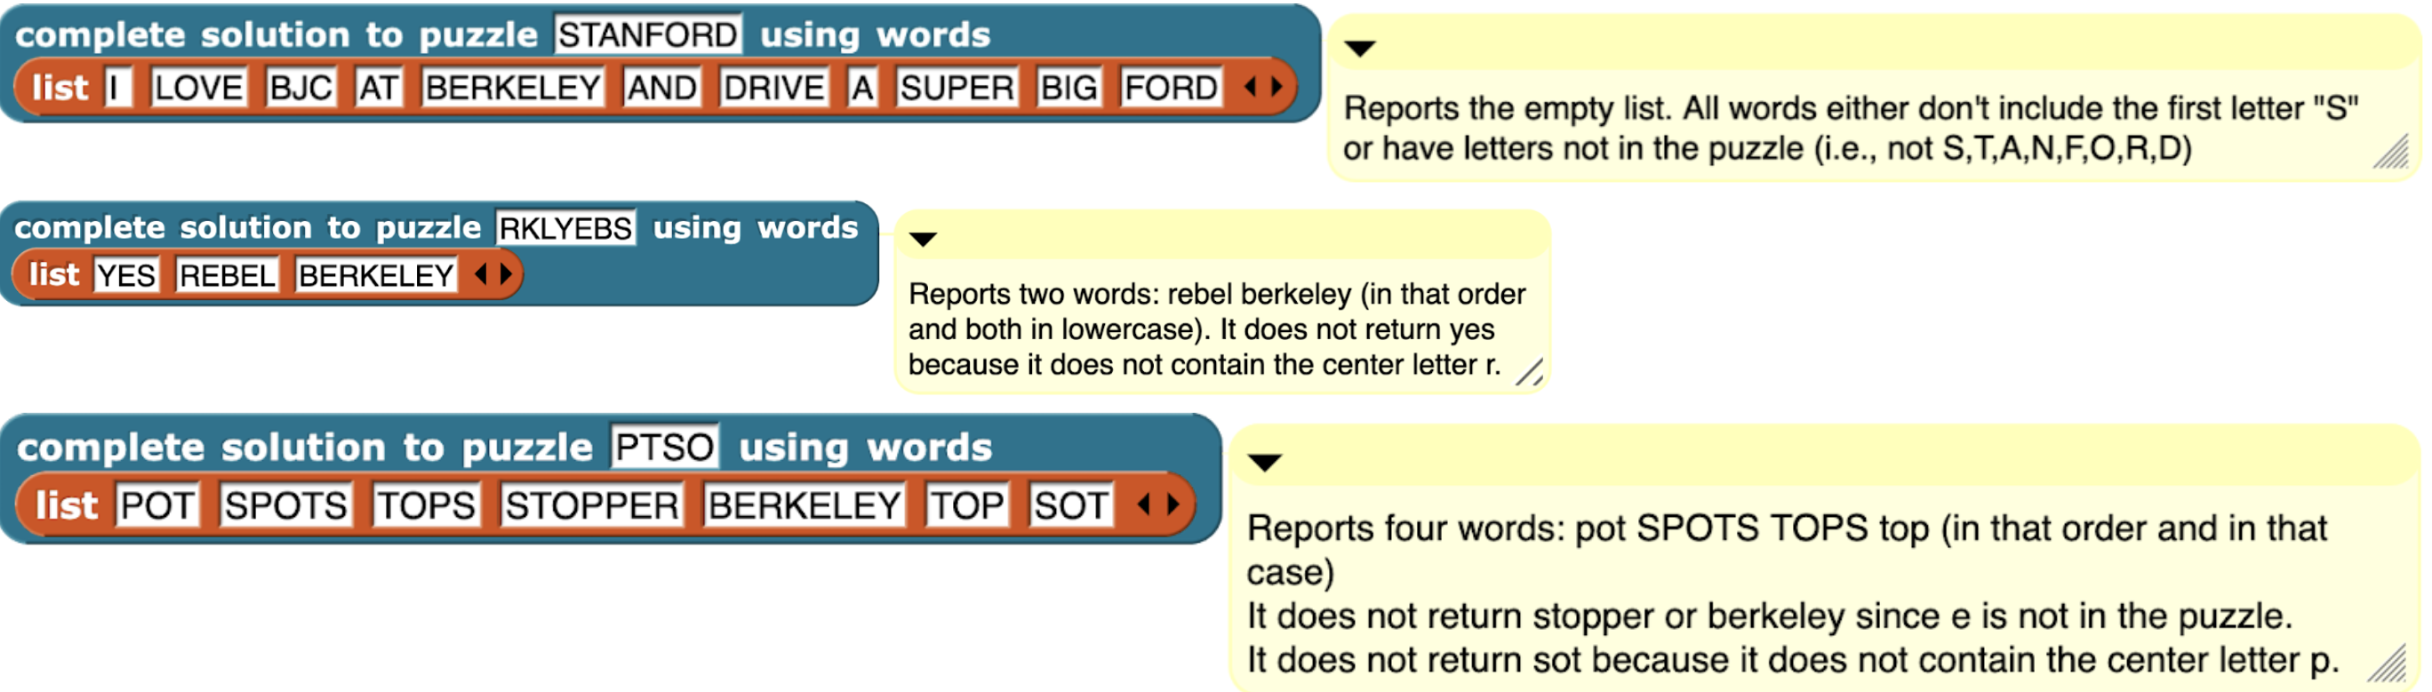 complete solution to puzzle STANFORD using words
list I LOVE BJC AT BERKELEY AND DRIVE A SUPER BIG FORD
Reports the empty list. All words either don't include the first letter "S"
or have letters not in the puzzle (i.e., not S,T,A,N,F,O,R,D)
complete solution to puzzle RKLYEBS using words
list YES REBEL BERKELEY
Reports two words: rebel berkeley (in that order
and both in lowercase). It does not return yes
because it does not contain the center letter r.
complete solution to puzzle PTSO using words
list POT SPOTS TOPS STOPPER BERKELEY TOP SOT
Reports four words: pot SPOTS TOPS top (in that order and in that
case)
It does not return stopper or berkeley since e is not in the puzzle.
It does not return sot because it does not contain the center letter p.